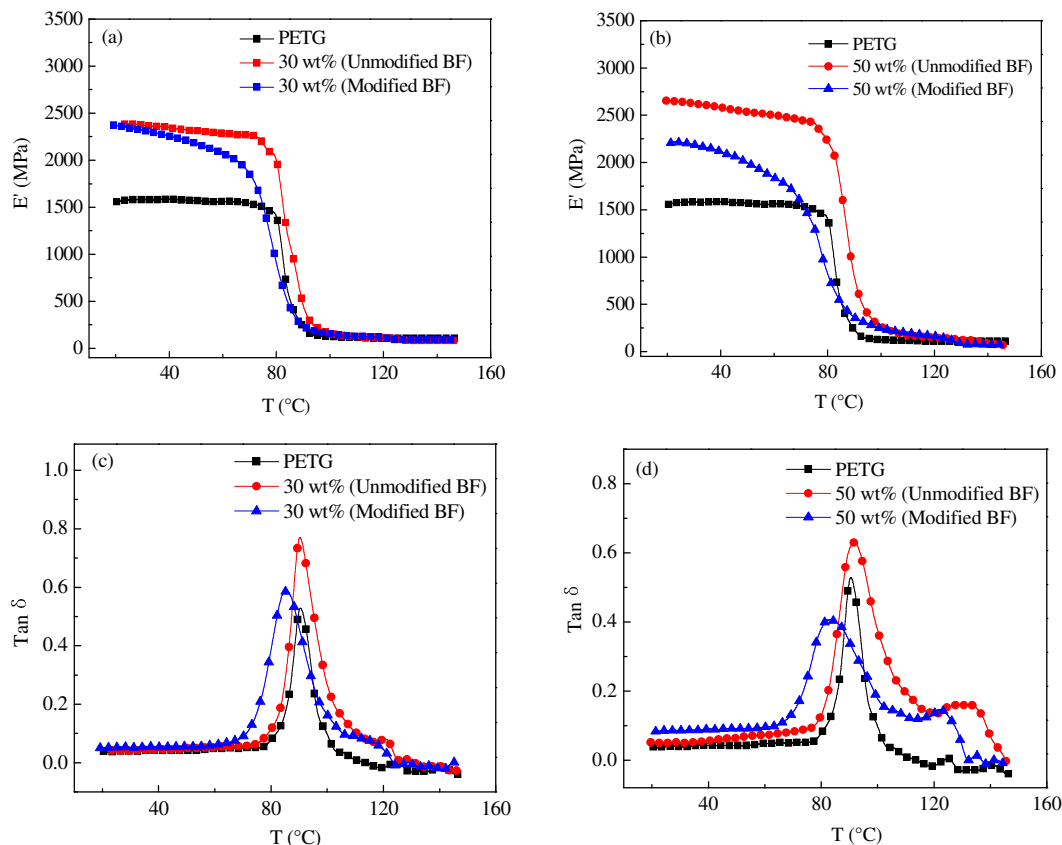 (a)
PETG
30 wt% (Unmodified BF)
30 wt% (Modified BF)
3500
3000
2500
2000
1500
1000
500
0
E' (MPa)
40
80
120
160
T (°C)
(b)
PETG
50 wt% (Unmodified BF)
50 wt% (Modified BF)
3500
3000
2500
2000
1500
1000
500
0
E' (MPa)
40
80
120
160
T (°C)
(c)
PETG
30 wt% (Unmodified BF)
30 wt% (Modified BF)
1.0
0.8
0.6
0.4
0.2
0.0
Tan δ
40
80
120
160
T (°C)
(d)
PETG
50 wt% (Unmodified BF)
50 wt% (Modified BF)
0.8
0.6
0.4
0.2
0.0
Tan δ
40
80
120
160
T (°C)